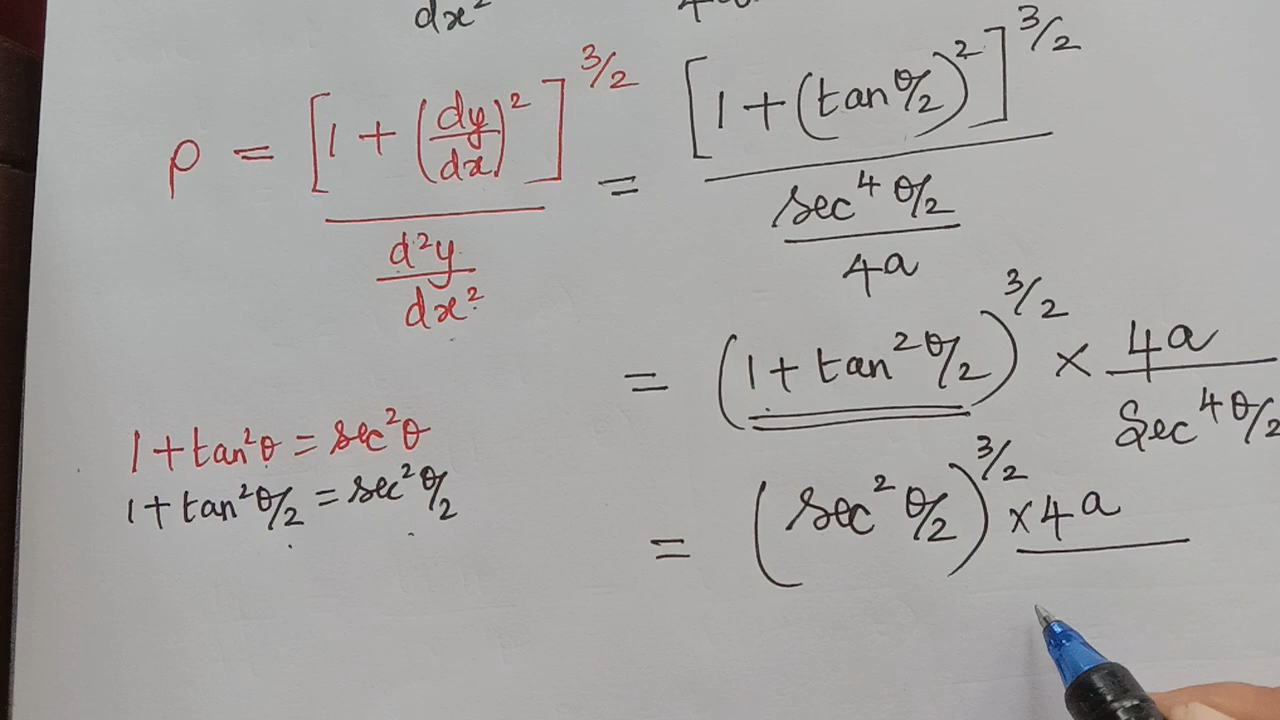 dx²
ρ = [1 + (dy/dx)²]^3/2 / (d²y/dx²) = [1 + (tan θ/2)²]^3/2 / (sec⁴ θ/2 / 4a)
= (1 + tan² θ/2)^3/2 × 4a / Sec⁴ θ/2
1 + tan²θ = sec²θ
1 + tan² θ/2 = sec² θ/2
= (sec² θ/2)^3/2 × 4a